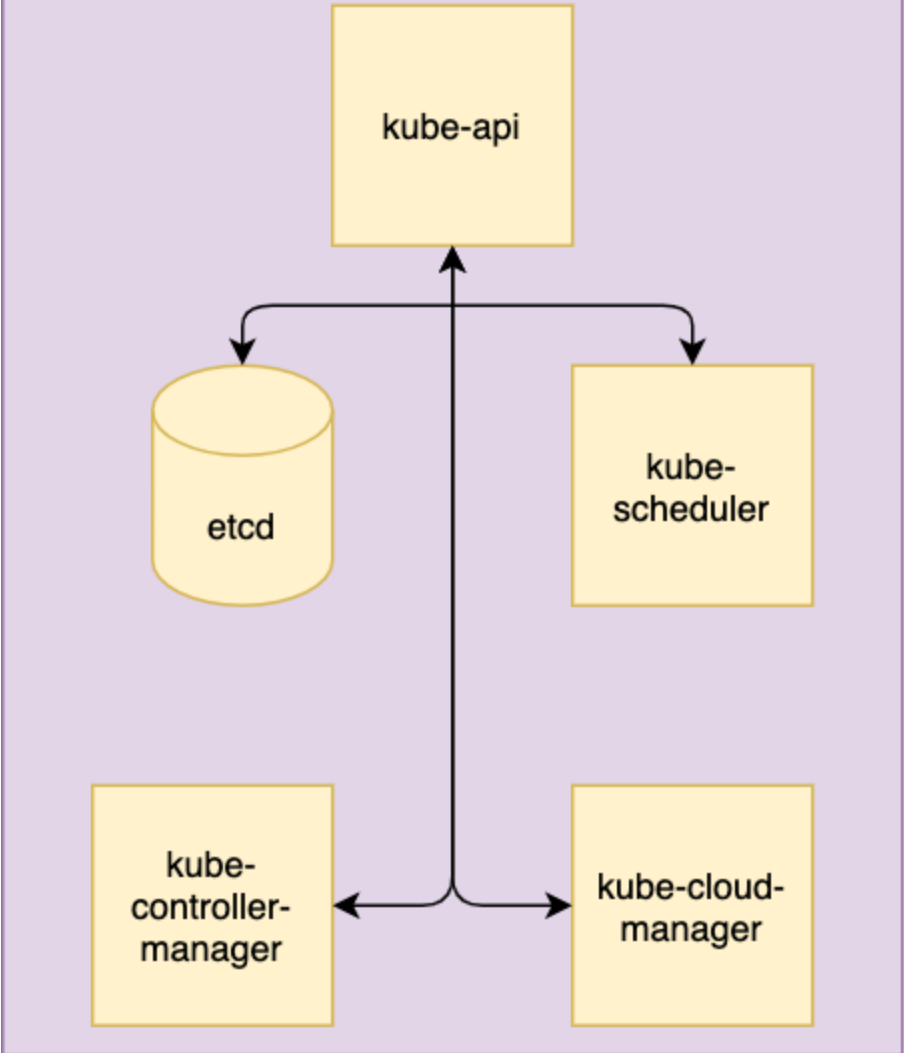 kube-api
etcd
kube-
scheduler
kube-
controller-
manager
kube-cloud-
manager